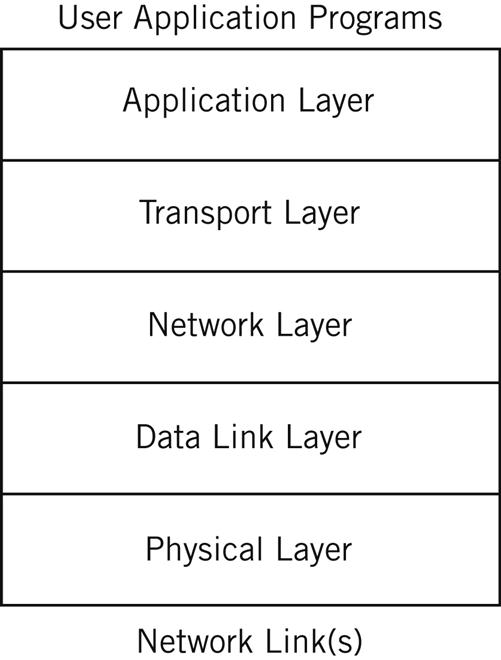 User Application Programs
Application Layer
Transport Layer
Network Layer
Data Link Layer
Physical Layer
Network Link(s)